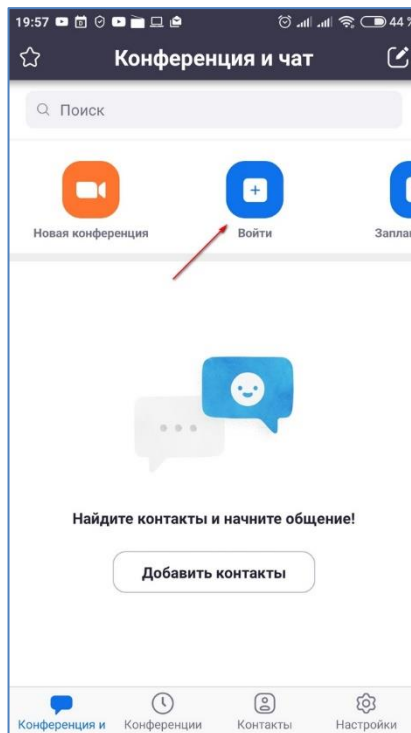 19:57 44 %
Конференция и чат
Поиск
Новая конференция Войти
Найдите контакты и начните общение!
Добавить контакты
Конференция и Конференции Контакты Настройки